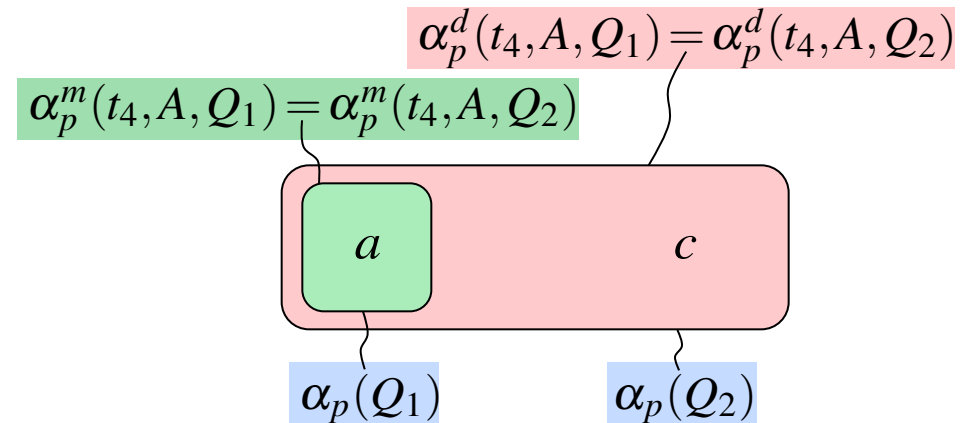 α_p^d(t_4, A, Q_1) = α_p^d(t_4, A, Q_2)
α_p^m(t_4, A, Q_1) = α_p^m(t_4, A, Q_2)
a c
α_p(Q_1) α_p(Q_2)